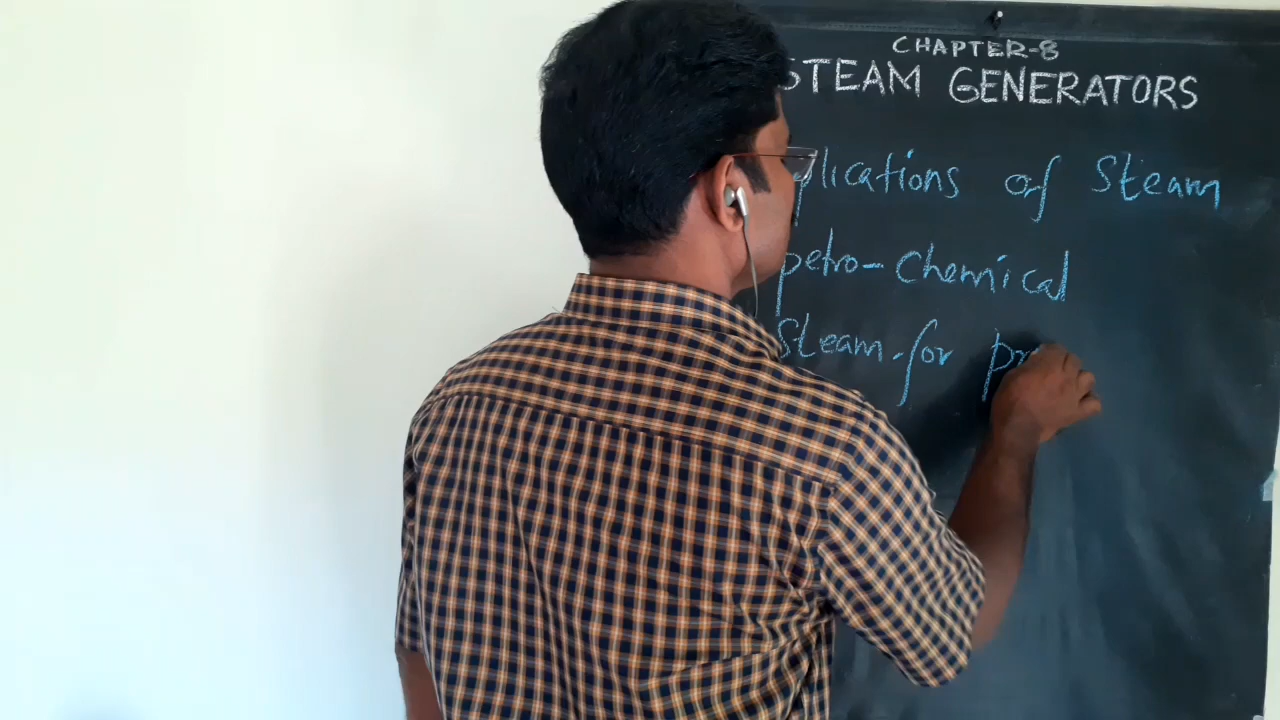 CHAPTER-8
STEAM GENERATORS
plications of Steam
petro-Chemical
Steam-for pr